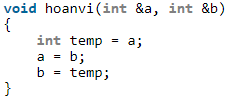 void hoanvi(int &a, int &b)
{
    int temp = a;
    a = b;
    b = temp;
}